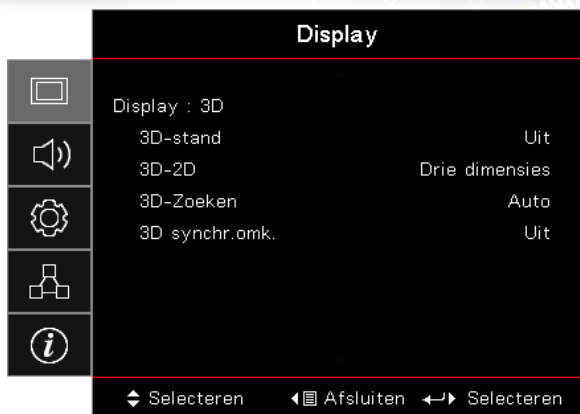 Display
Display : 3D
3D-stand Uit
3D-2D Drie dimensies
3D-Zoeken Auto
3D synchr.omk. Uit
Selecteren Afsluiten Selecteren